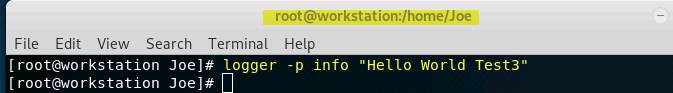 root@workstation:/home/Joe
File Edit View Search Terminal Help
[root@workstation Joe]# logger -p info "Hello World Test3"
[root@workstation Joe]#